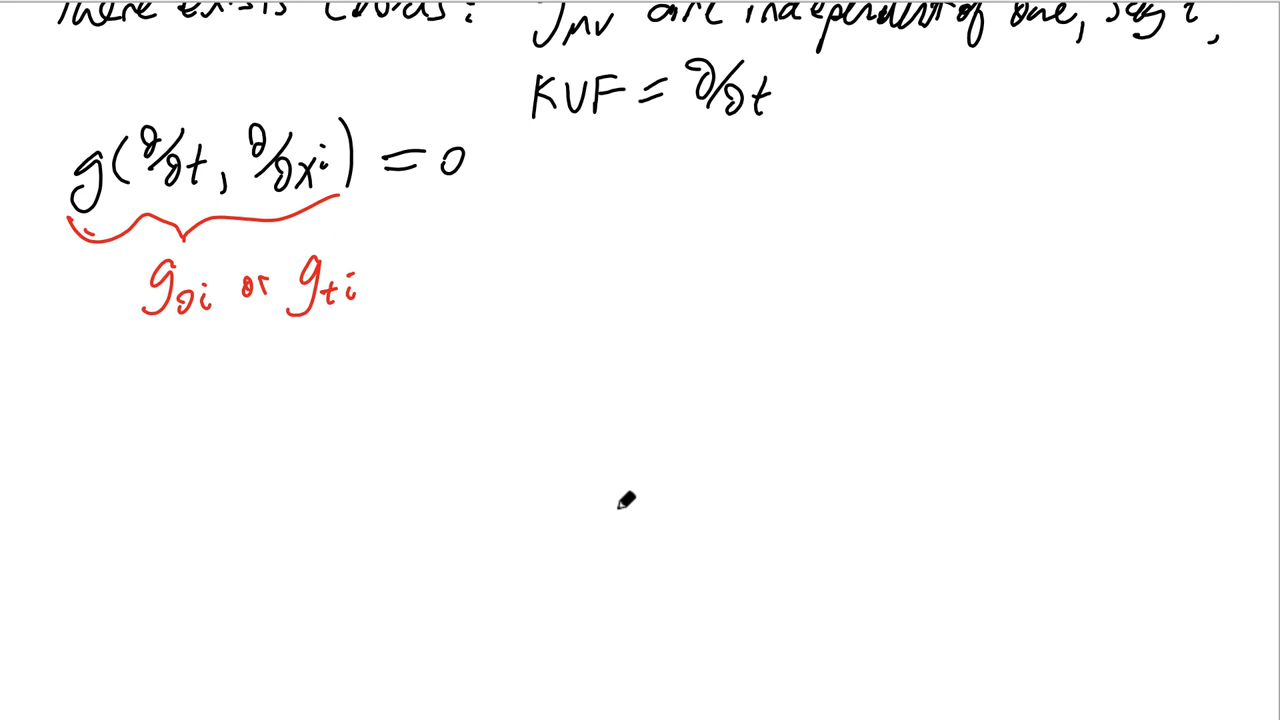 There exists coords: gμν are independent of one, say t,
KVF = ∂/∂t
g(∂/∂t, ∂/∂xⁱ) = 0
g₀ᵢ or gₜᵢ